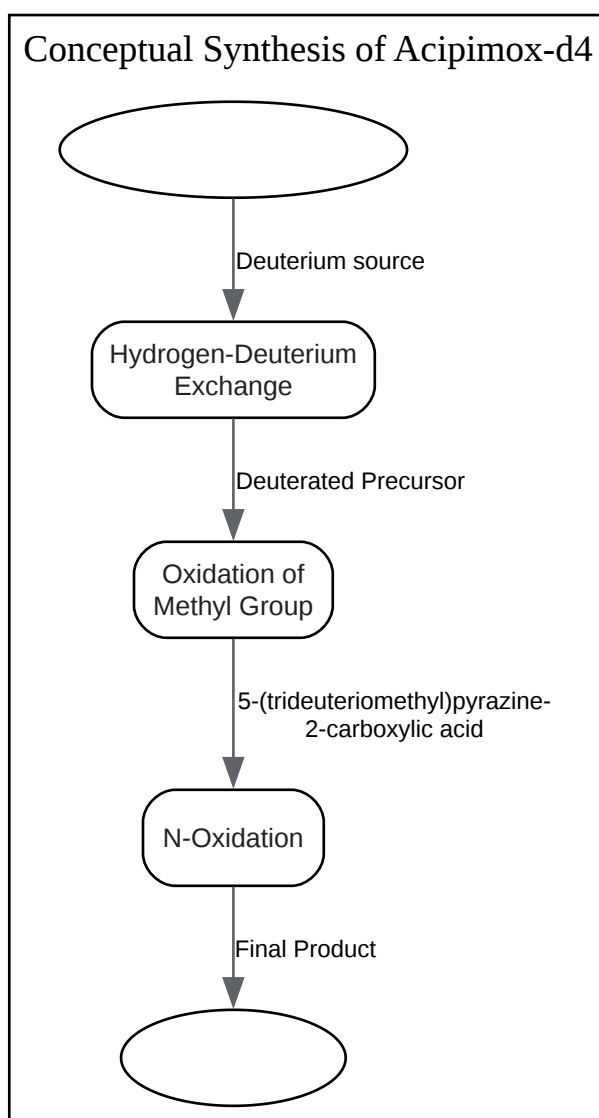 Conceptual Synthesis of Acipimox-d4
Deuterium source
Hydrogen-Deuterium
Exchange
Deuterated Precursor
Oxidation of
Methyl Group
5-(trideuteriomethyl)pyrazine-
2-carboxylic acid
N-Oxidation
Final Product